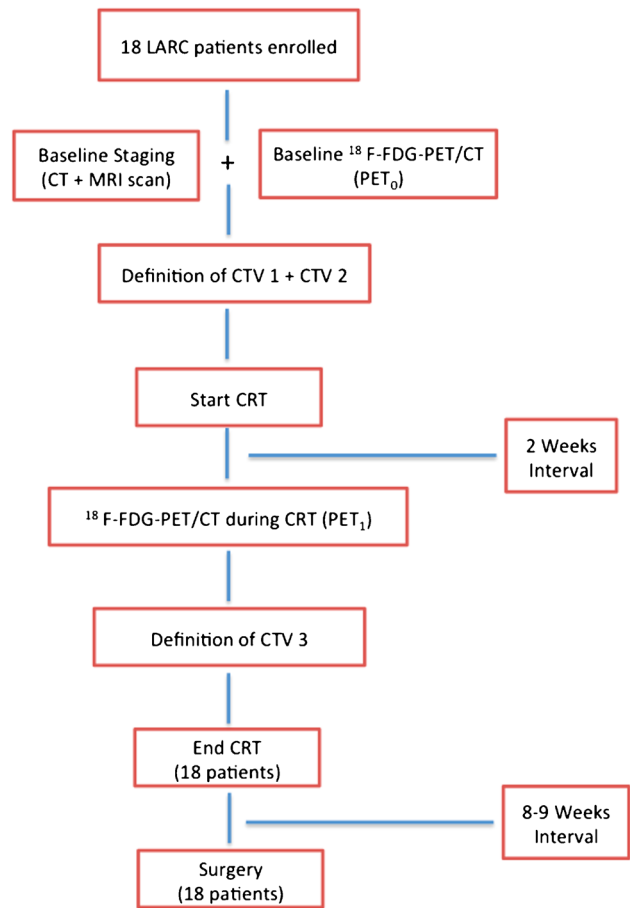 18 LARC patients enrolled
Baseline Staging
(CT + MRI scan)
+
Baseline ¹⁸ F-FDG-PET/CT
(PET₀)
Definition of CTV 1 + CTV 2
Start CRT
2 Weeks
Interval
¹⁸ F-FDG-PET/CT during CRT (PET₁)
Definition of CTV 3
End CRT
(18 patients)
8-9 Weeks
Interval
Surgery
(18 patients)